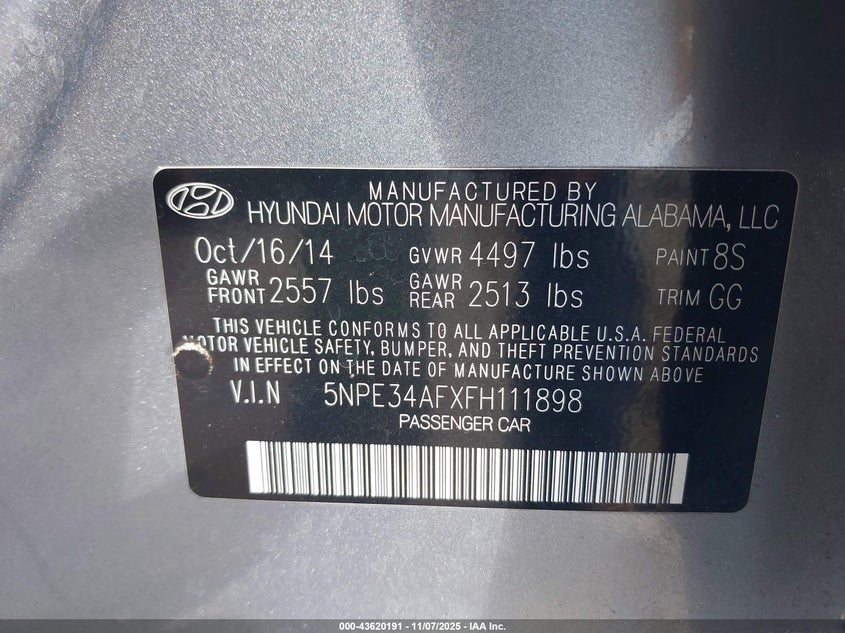 MANUFACTURED BY
HYUNDAI MOTOR MANUFACTURING ALABAMA, LLC
Oct/16/14 GVWR 4497 lbs PAINT 8S
GAWR FRONT 2557 lbs GAWR REAR 2513 lbs TRIM GG
THIS VEHICLE CONFORMS TO ALL APPLICABLE U.S.A. FEDERAL
MOTOR VEHICLE SAFETY, BUMPER, AND THEFT PREVENTION STANDARDS
IN EFFECT ON THE DATE OF MANUFACTURE SHOWN ABOVE
V.I.N 5NPE34AFXFH111898
PASSENGER CAR
000-43620191 - 11/07/2025 - IAA Inc.